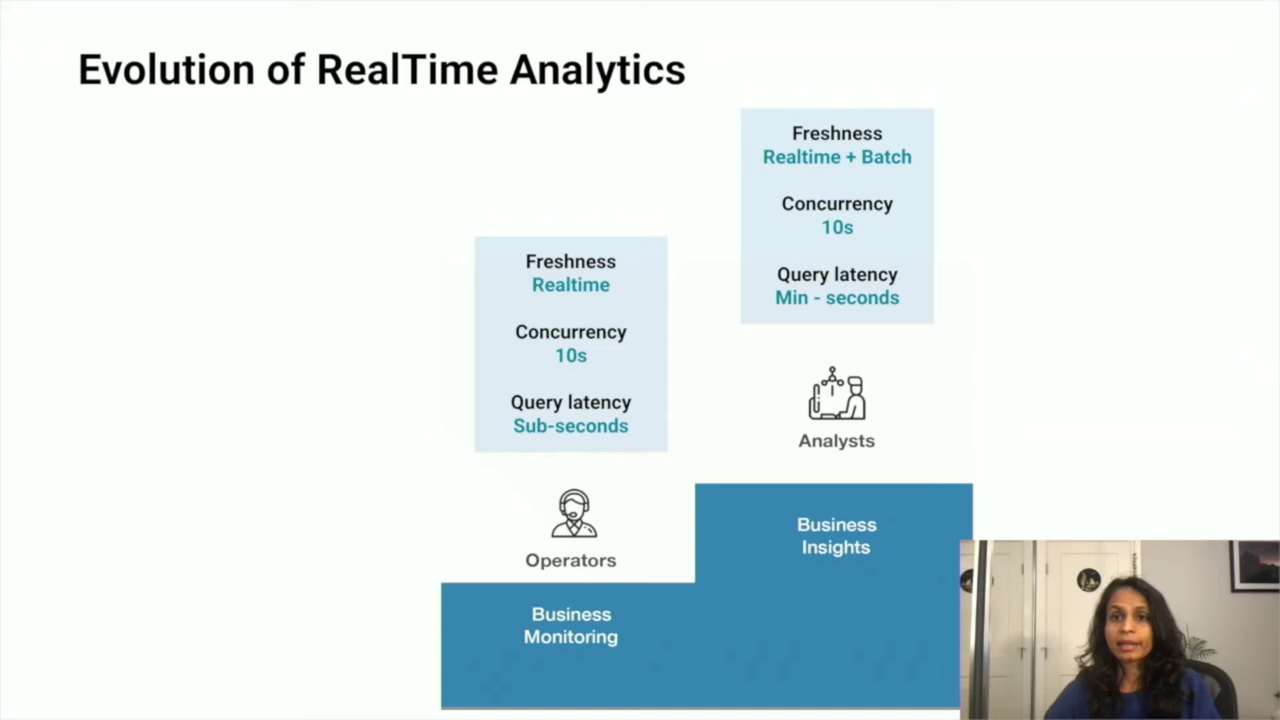 Evolution of RealTime Analytics
Freshness
Realtime + Batch
Concurrency
10s
Query latency
Min - seconds
Analysts
Business
Insights
Freshness
Realtime
Concurrency
10s
Query latency
Sub-seconds
Operators
Business
Monitoring